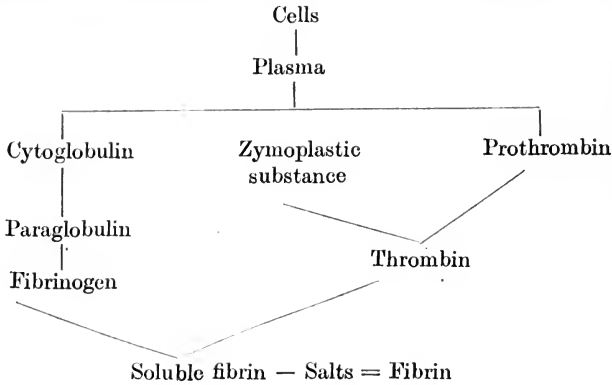 Cells
Plasma
Cytoglobulin
Zymoplastic
substance
Prothrombin
Paraglobulin
Thrombin
Fibrinogen
Soluble fibrin — Salts = Fibrin